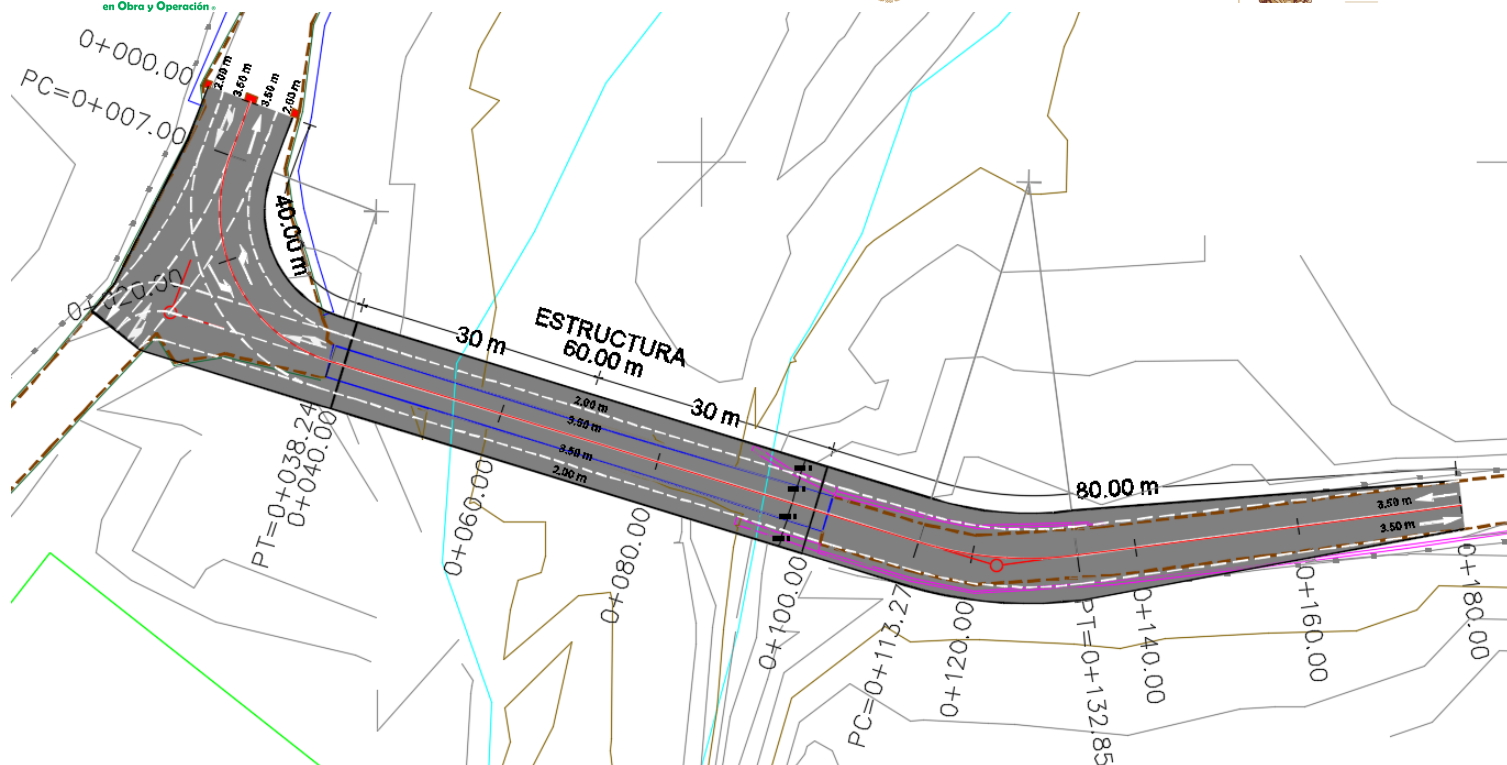 en Obra y Operación
0+000.00
PC=0+007.00
2.00 m
3.50 m
3.50 m
2.00 m
40.00 m
0+020.00
30 m
ESTRUCTURA
60.00 m
30 m
2.00 m
3.50 m
3.50 m
2.00 m
80.00 m
3.50 m
3.50 m
PT=0+038.24
0+040.00
0+060.00
0+080.00
0+100.00
PC=0+113.27
0+120.00
PT=0+132.85
0+140.00
0+160.00
0+180.00